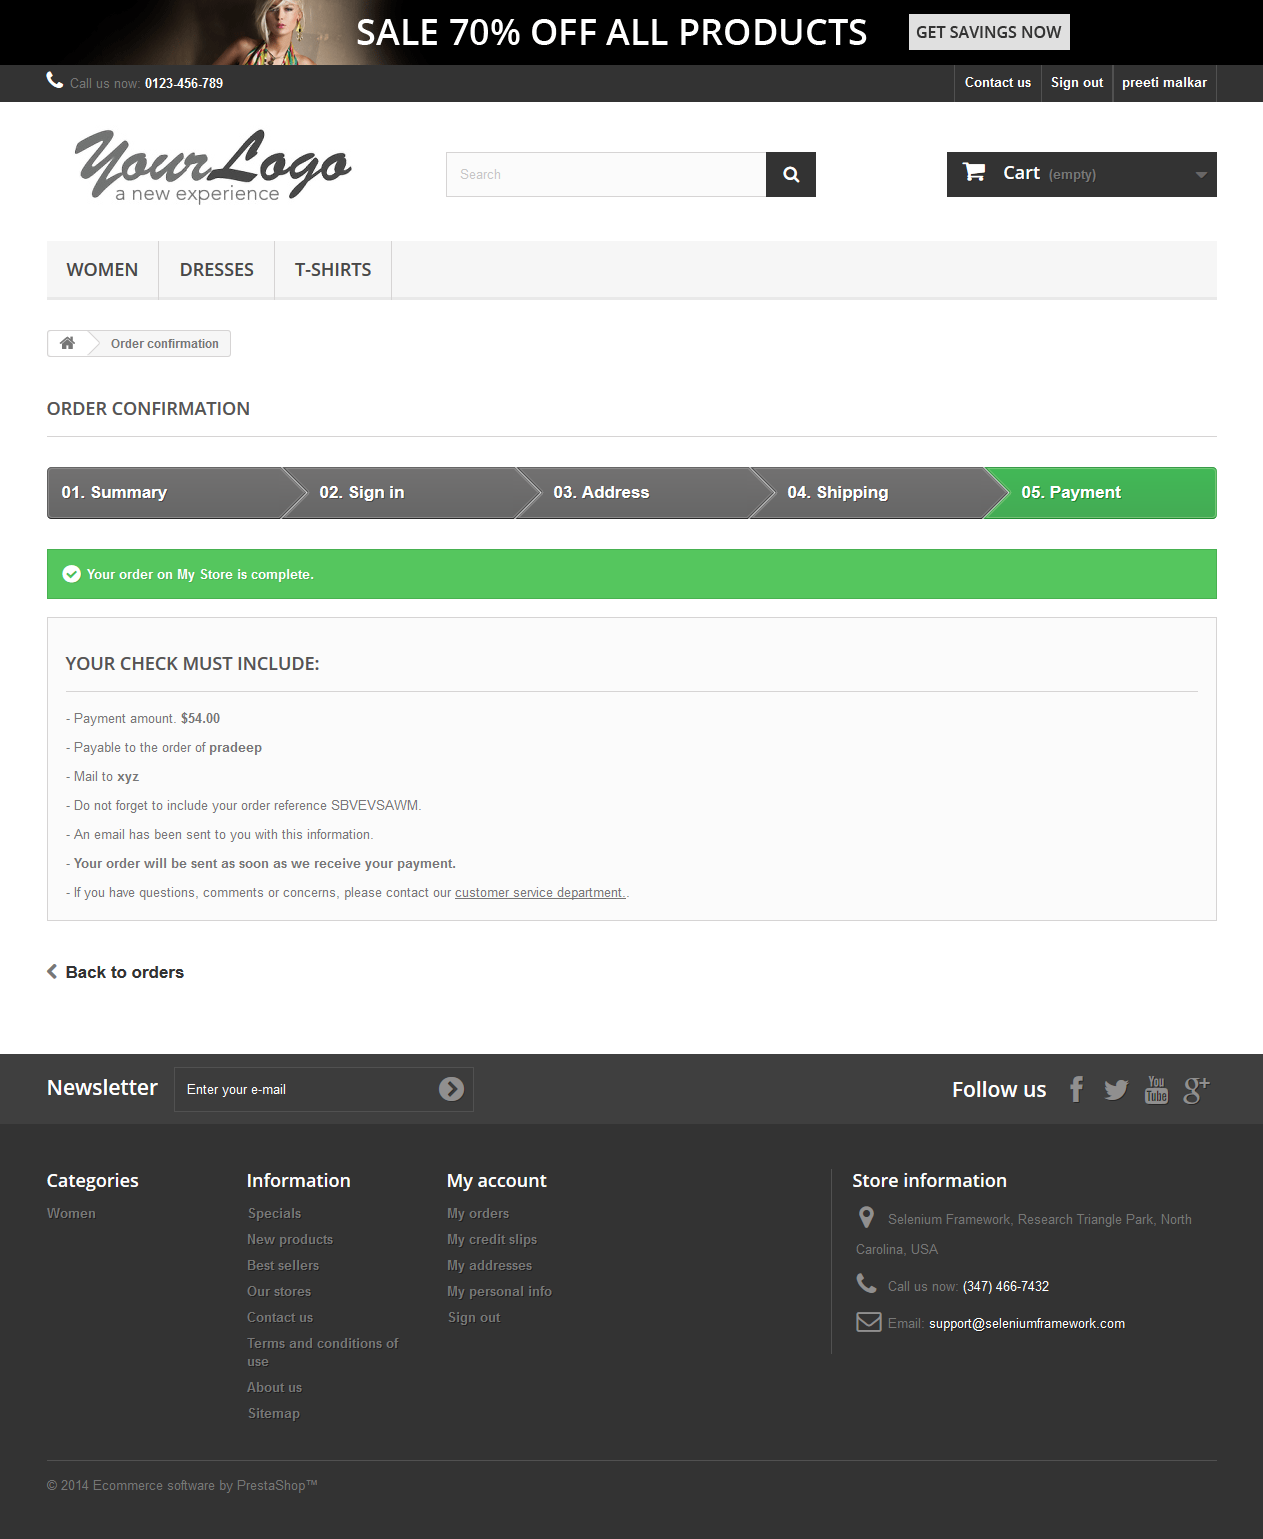 SALE 70% OFF ALL PRODUCTS GET SAVINGS NOW
Call us now: 0123-456-789 Contact us Sign out preeti malkar
YourLogo
a new experience
Search
Cart (empty)
WOMEN DRESSES T-SHIRTS
Order confirmation
ORDER CONFIRMATION
01. Summary 02. Sign in 03. Address 04. Shipping 05. Payment
Your order on My Store is complete.
YOUR CHECK MUST INCLUDE:
- Payment amount. $54.00
- Payable to the order of pradeep
- Mail to xyz
- Do not forget to include your order reference SBVEVSAWM.
- An email has been sent to you with this information.
- Your order will be sent as soon as we receive your payment.
- If you have questions, comments or concerns, please contact our customer service department..
Back to orders
Newsletter Enter your e-mail
Follow us
You
Tube
g+
Categories
Women
Information
Specials
New products
Best sellers
Our stores
Contact us
Terms and conditions of
use
About us
Sitemap
My account
My orders
My credit slips
My addresses
My personal info
Sign out
Store information
Selenium Framework, Research Triangle Park, North
Carolina, USA
Call us now: (347) 466-7432
Email: support@seleniumframework.com
© 2014 Ecommerce software by PrestaShop™